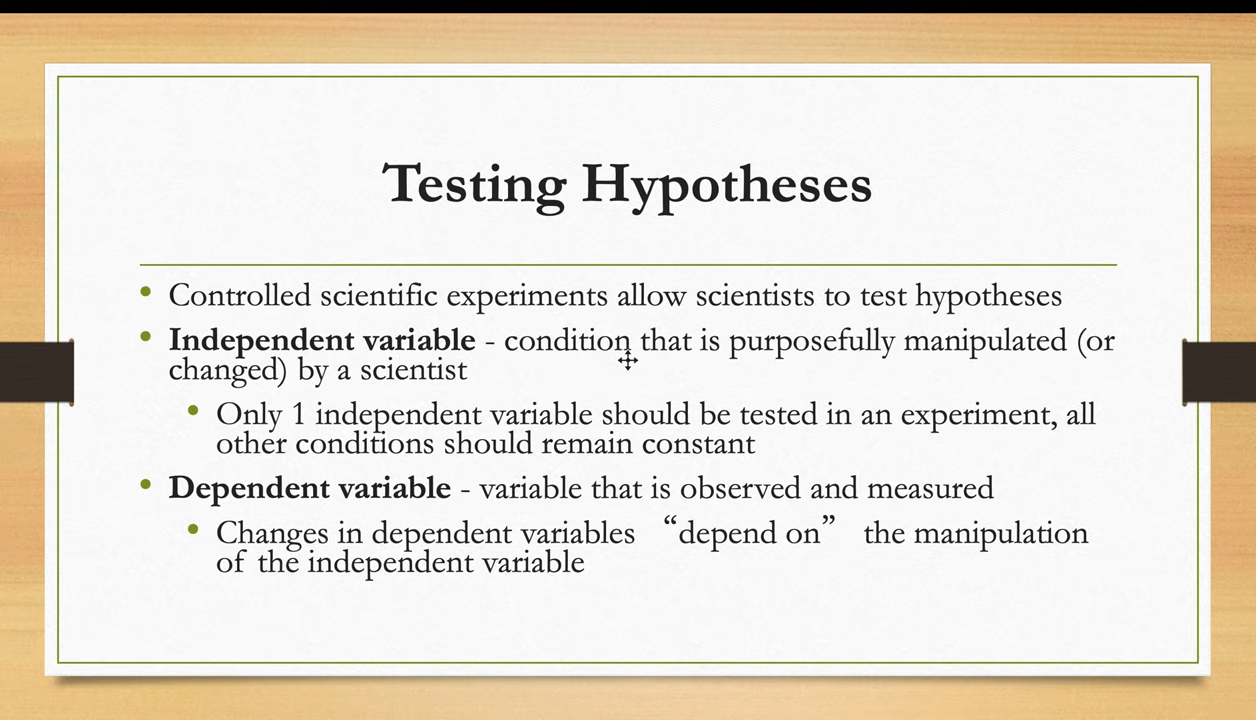 Testing Hypotheses
• Controlled scientific experiments allow scientists to test hypotheses
• Independent variable - condition that is purposefully manipulated (or
changed) by a scientist
• Only 1 independent variable should be tested in an experiment, all
other conditions should remain constant
• Dependent variable - variable that is observed and measured
• Changes in dependent variables “depend on” the manipulation
of the independent variable